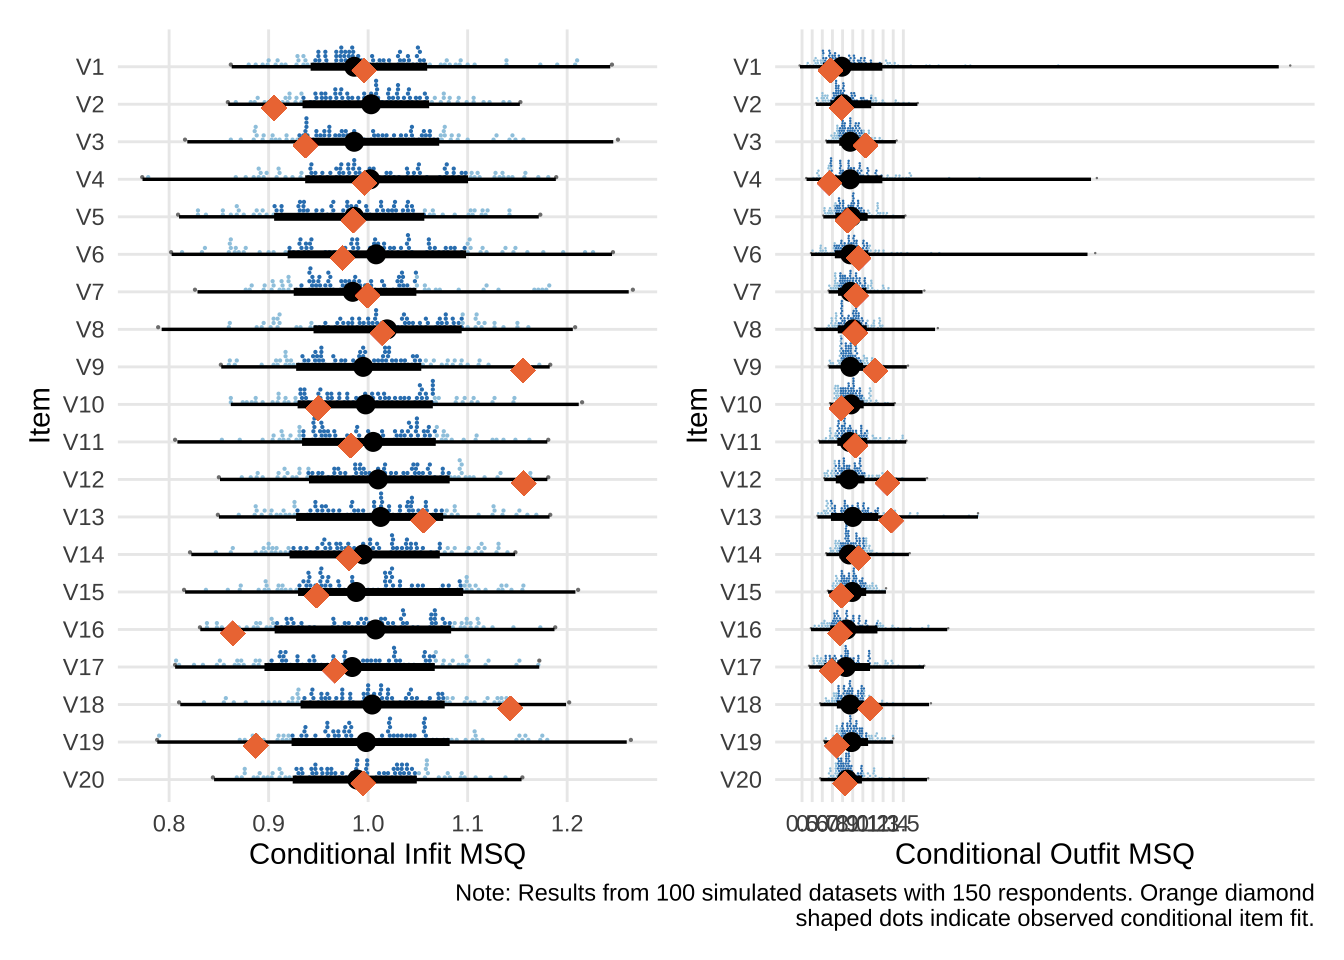 V1
V2
V3
V4
V5
V6
V7
V8
V9
V10
V11
V12
V13
V14
V15
V16
V17
V18
V19
V20
Item
0.8 0.9 1.0 1.1 1.2
Conditional Infit MSQ
V1
V2
V3
V4
V5
V6
V7
V8
V9
V10
V11
V12
V13
V14
V15
V16
V17
V18
V19
V20
Item
Conditional Outfit MSQ
Note: Results from 100 simulated datasets with 150 respondents. Orange diamond
shaped dots indicate observed conditional item fit.